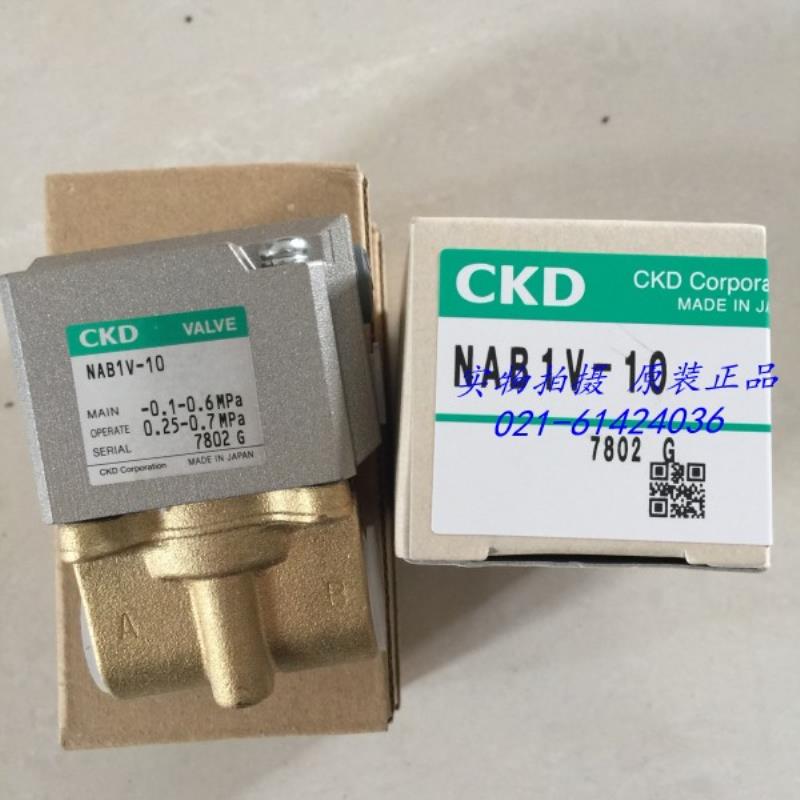 CKD VALVE
NAB1V-10
MAIN -0.1-0.6MPa
OPERATE 0.25-0.7MPa
SERIAL 7802 G
CKD Corporation MADE IN JAPAN
A B
CKD CKD Corpora
MADE IN JA
NAB1V-10
实物拍摄 原装正品
021-61424036
7802 G